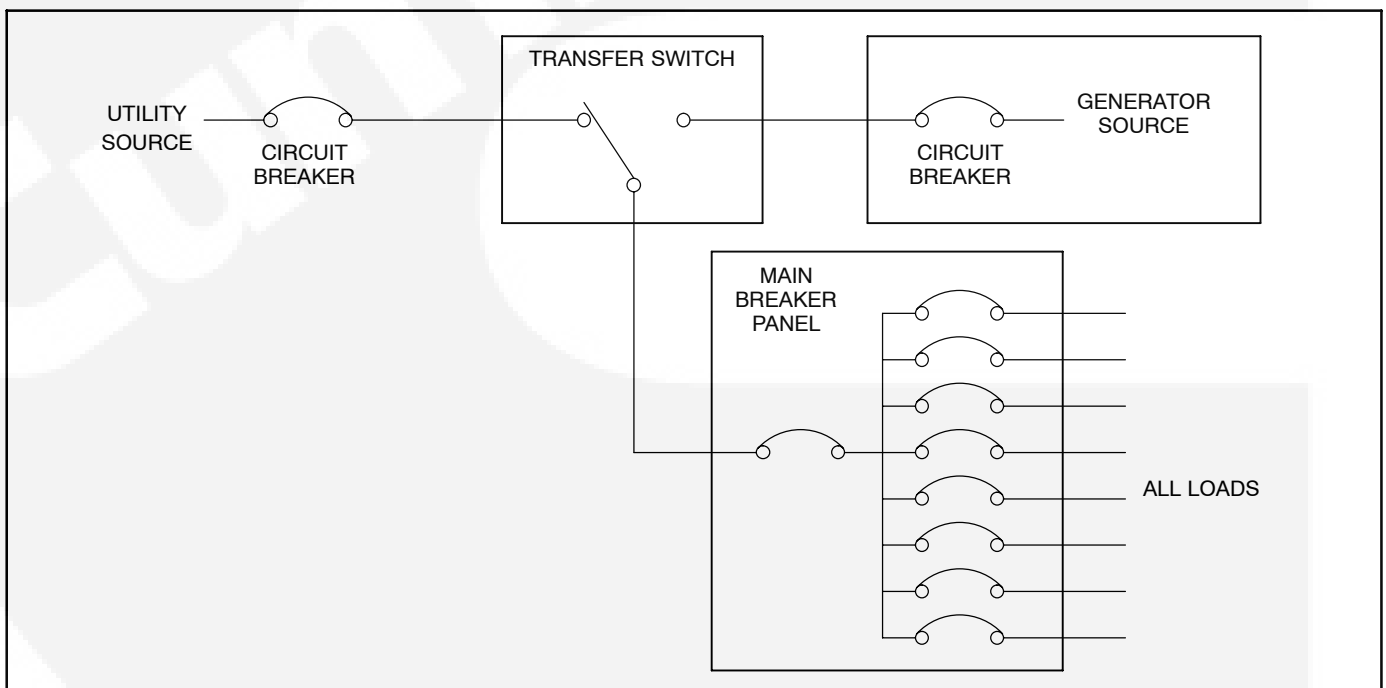 TRANSFER SWITCH
UTILITY
SOURCE
CIRCUIT
BREAKER
GENERATOR
SOURCE
CIRCUIT
BREAKER
MAIN
BREAKER
PANEL
ALL LOADS